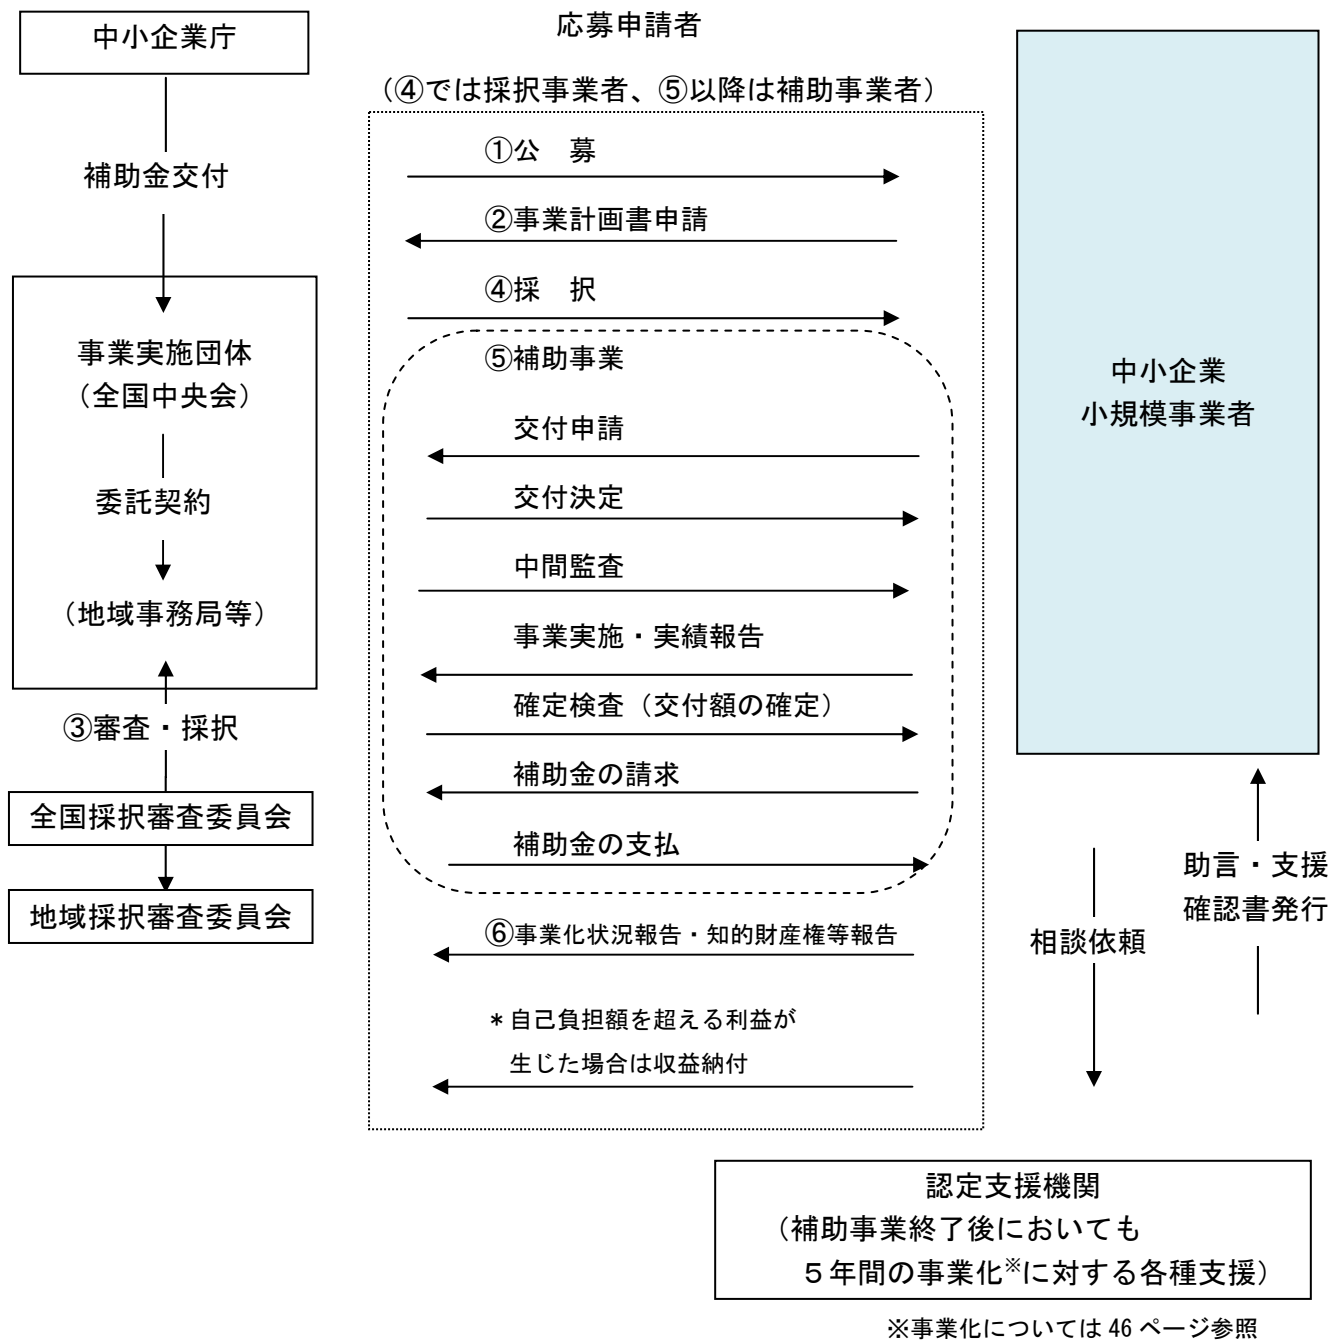 中小企業庁
補助金交付
事業実施団体
（全国中央会）
委託契約
（地域事務局等）
③審査・採択
全国採択審査委員会
地域採択審査委員会
応募申請者
（④では採択事業者、⑤以降は補助事業者）
①公　募
②事業計画書申請
④採　択
⑤補助事業
交付申請
交付決定
中間監査
事業実施・実績報告
確定検査（交付額の確定）
補助金の請求
補助金の支払
⑥事業化状況報告・知的財産権等報告
＊自己負担額を超える利益が
生じた場合は収益納付
中小企業
小規模事業者
助言・支援
確認書発行
相談依頼
認定支援機関
（補助事業終了後においても
５年間の事業化※に対する各種支援）
※事業化については 46 ページ参照